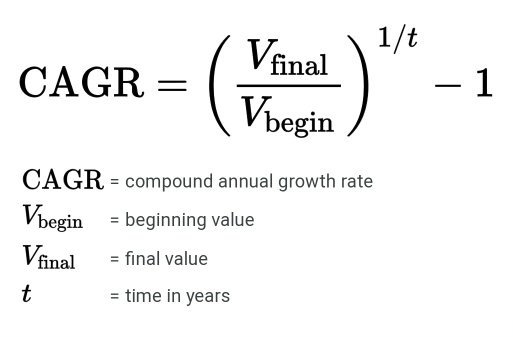 CAGR = (V_final / V_begin)^1/t − 1
CAGR = compound annual growth rate
V_begin = beginning value
V_final = final value
t = time in years